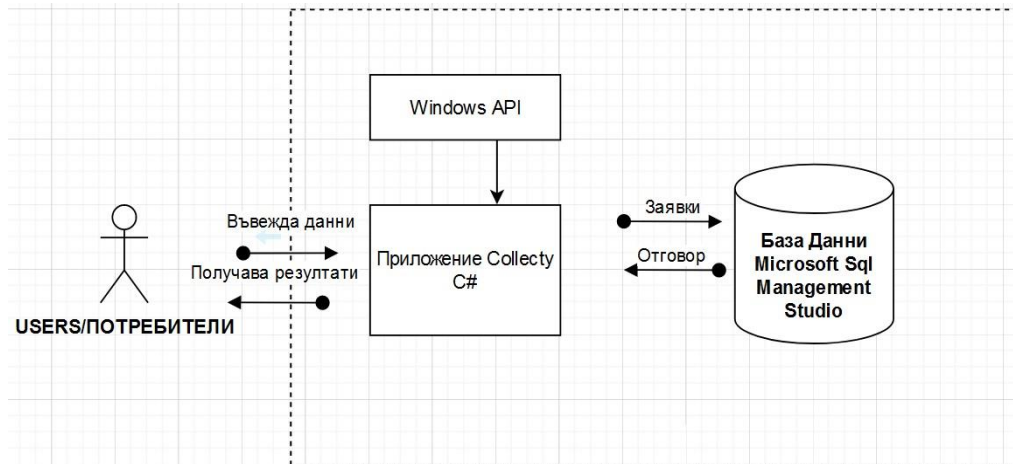 Windows API
Въвежда данни
Получава резултати
USERS/ПОТРЕБИТЕЛИ
Приложение Collecty
C#
Заявки
Отговор
База Данни
Microsoft Sql
Management
Studio